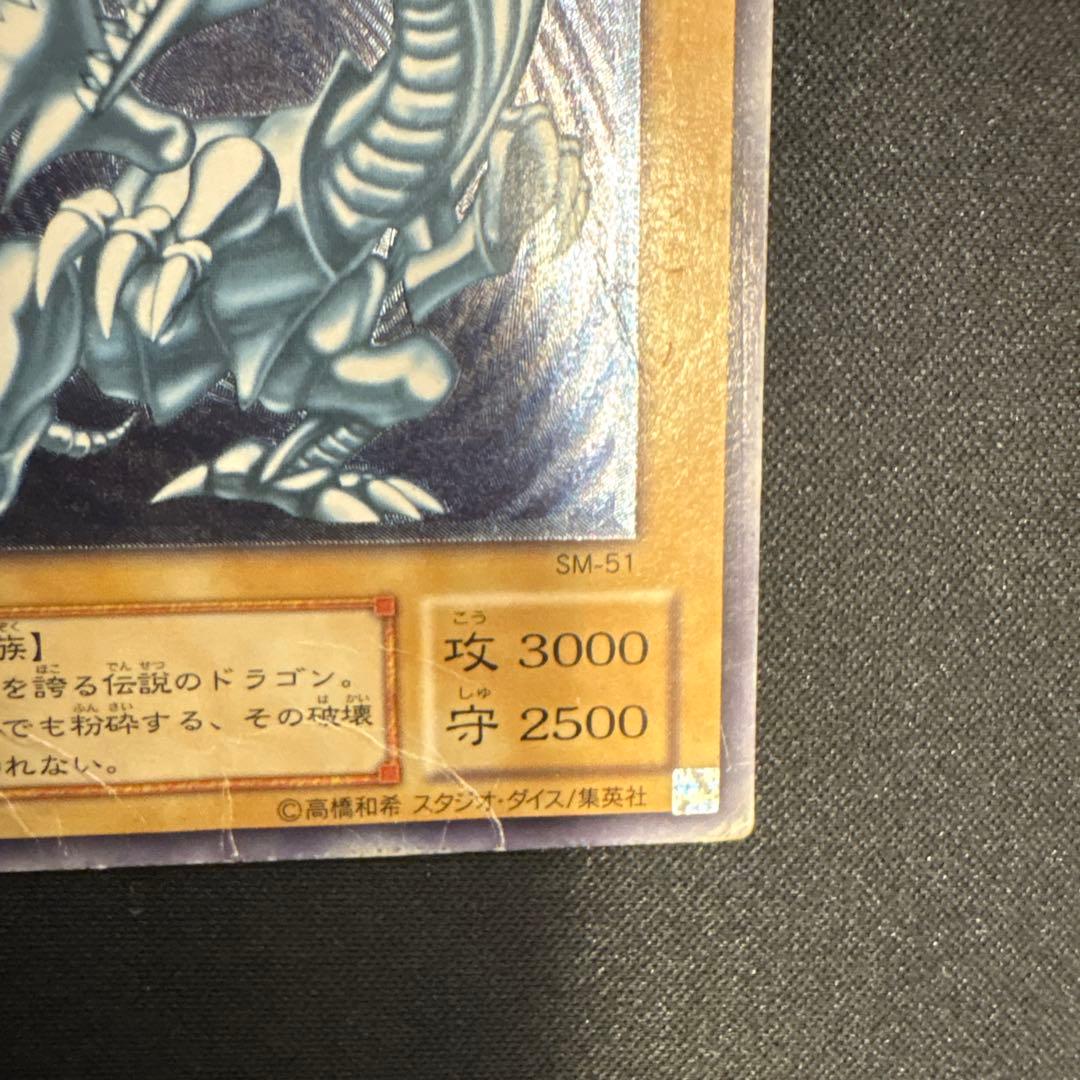 SM-51
族】
を誇る伝説のドラゴン。
でも粉砕する、その破壊
れない。
こう
攻 3000
しゅ
守 2500
©高橋和希 スタジオ・ダイス/集英社